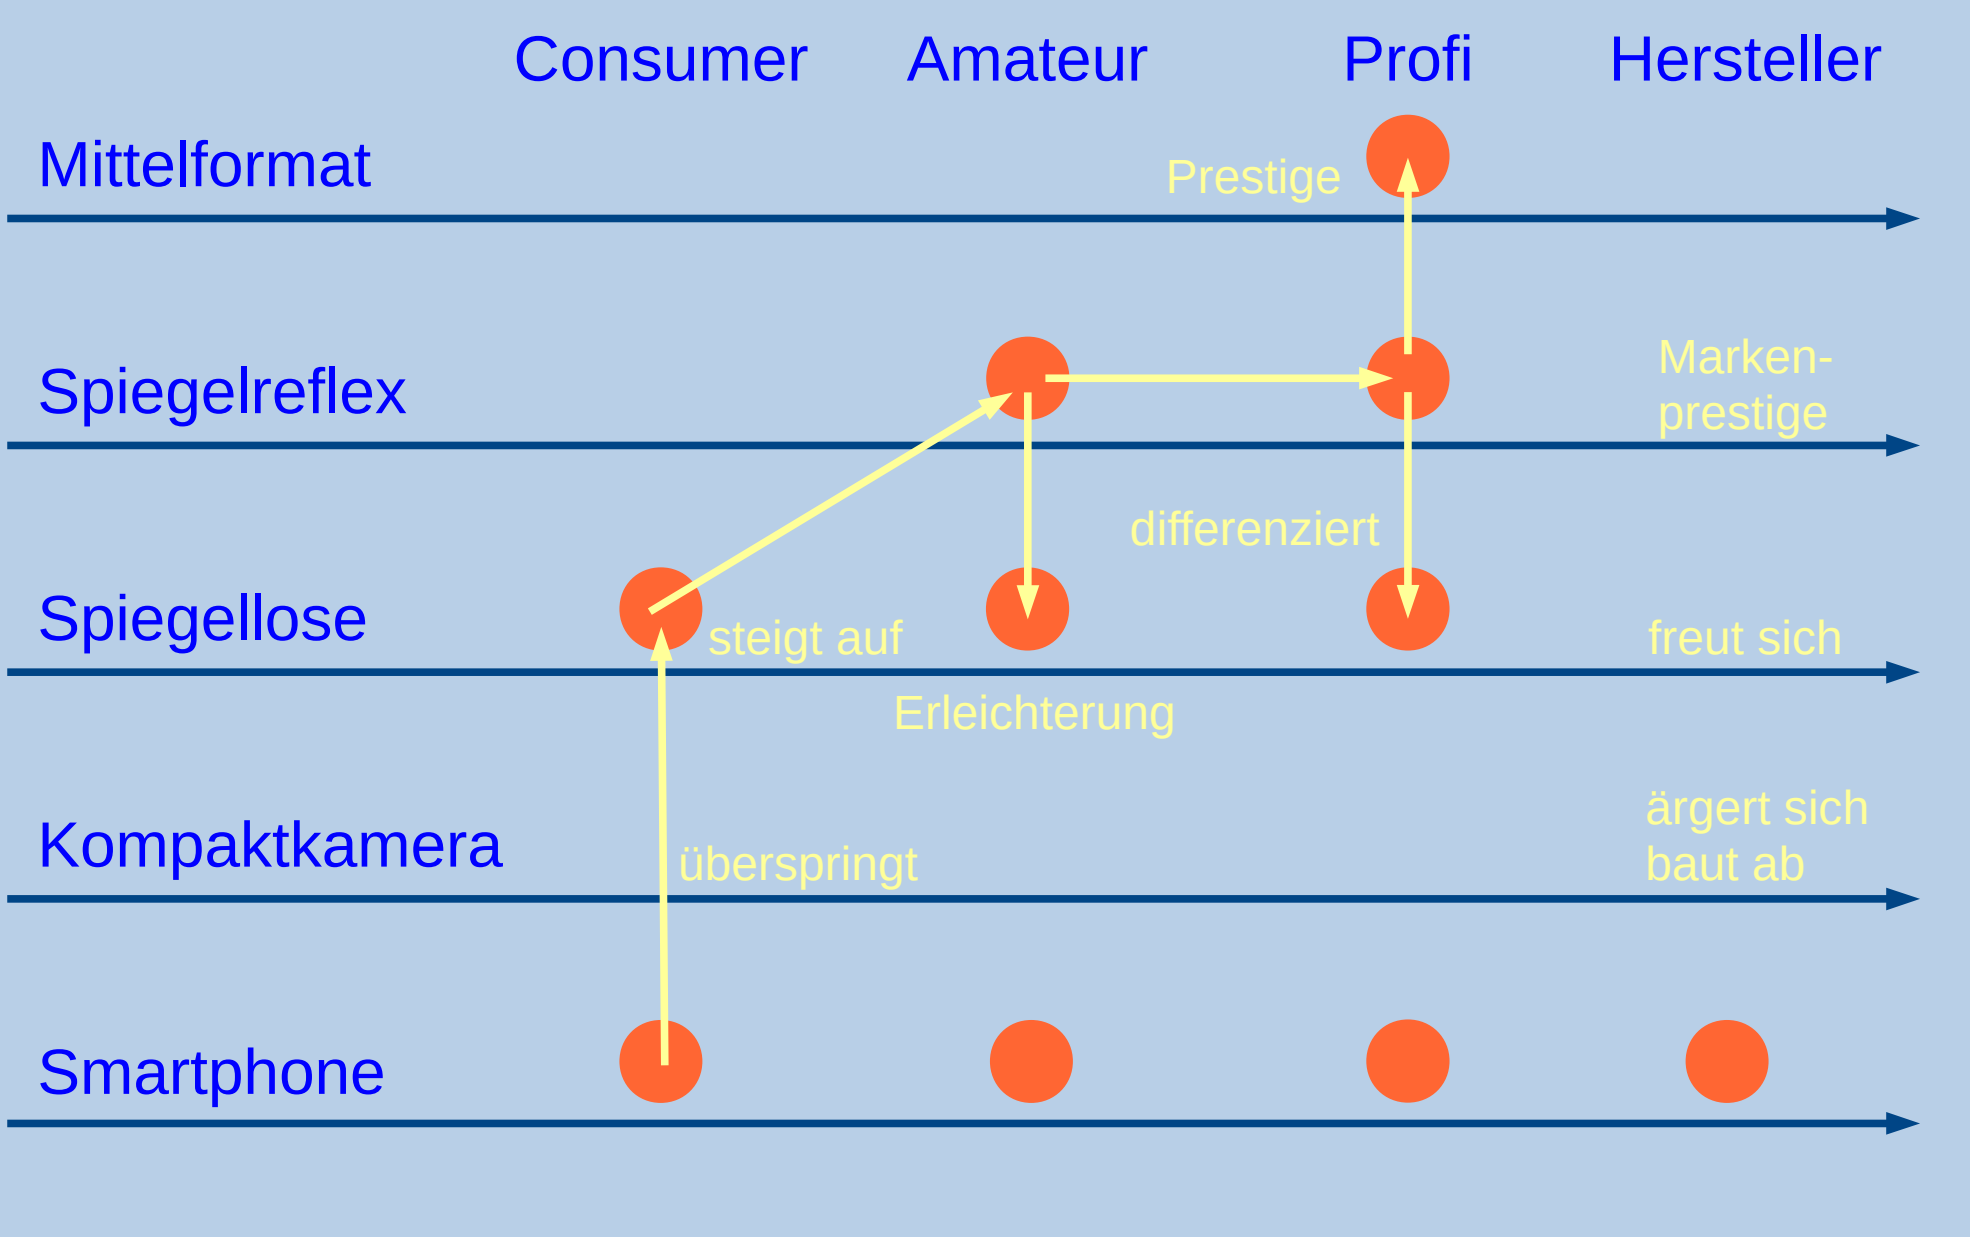 Consumer Amateur Profi Hersteller
Mittelformat
Prestige
Spiegelreflex
Marken-
prestige
differenziert
Spiegellose
steigt auf
freut sich
Erleichterung
Kompaktkamera
überspringt
ärgert sich
baut ab
Smartphone